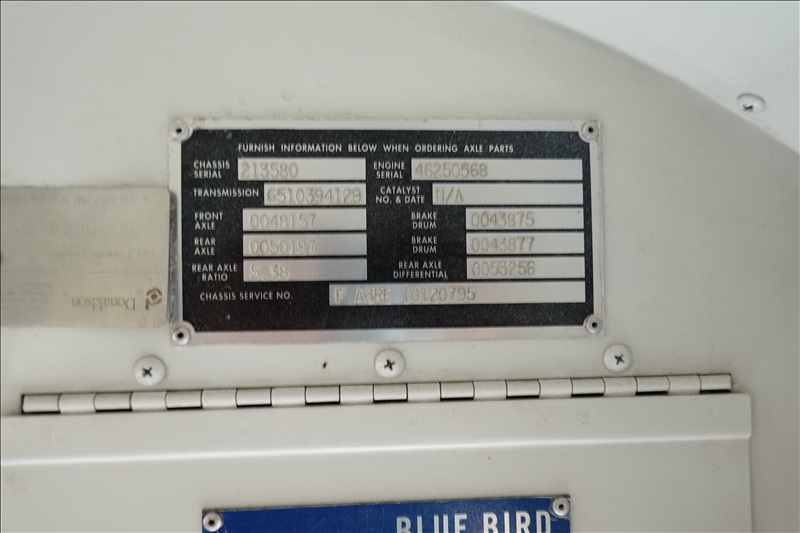 FURNISH INFORMATION BELOW WHEN ORDERING AXLE PARTS
CHASSIS SERIAL 213580 ENGINE SERIAL 46250568
TRANSMISSION 6510394129 CATALYST NO. & DATE N/A
FRONT AXLE 0048157 BRAKE DRUM 0043875
REAR AXLE 0050197 BRAKE DRUM 0043877
REAR AXLE RATIO 5.38 REAR AXLE DIFFERENTIAL 0058256
CHASSIS SERVICE NO. F A3RE
Donaldson
BLUE BIRD